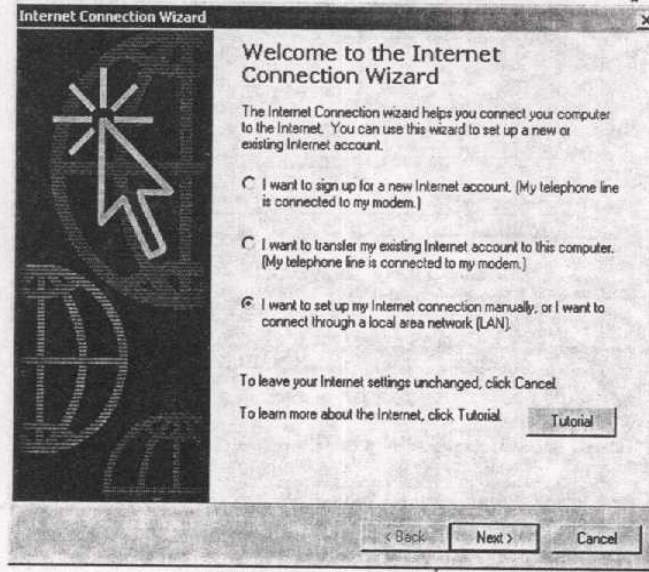 Internet Connection Wizard
Welcome to the Internet
Connection Wizard
The Internet Connection wizard helps you connect your computer
to the Internet. You can use this wizard to set up a new or
existing Internet account.
I want to sign up for a new Internet account. (My telephone line
is connected to my modem.)
I want to transfer my existing Internet account to this computer.
(My telephone line is connected to my modem.)
I want to set up my Internet connection manually, or I want to
connect through a local area network (LAN).
To leave your Internet settings unchanged, click Cancel.
To learn more about the Internet, click Tutorial.
Tutorial
< Back
Next >
Cancel